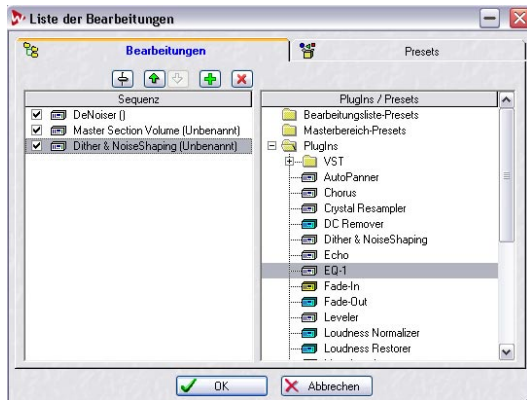 Liste der Bearbeitungen
Bearbeitungen
Presets
Sequenz
DeNoiser ()
Master Section Volume (Unbenannt)
Dither & NoiseShaping (Unbenannt)
PlugIns / Presets
Bearbeitungsliste-Presets
Masterbereich-Presets
PlugIns
VST
AutoPanner
Chorus
Crystal Resampler
DC Remover
Dither & NoiseShaping
Echo
EQ-1
Fade-In
Fade-Out
Leveler
Loudness Normalizer
Loudness Restorer
OK
Abbrechen